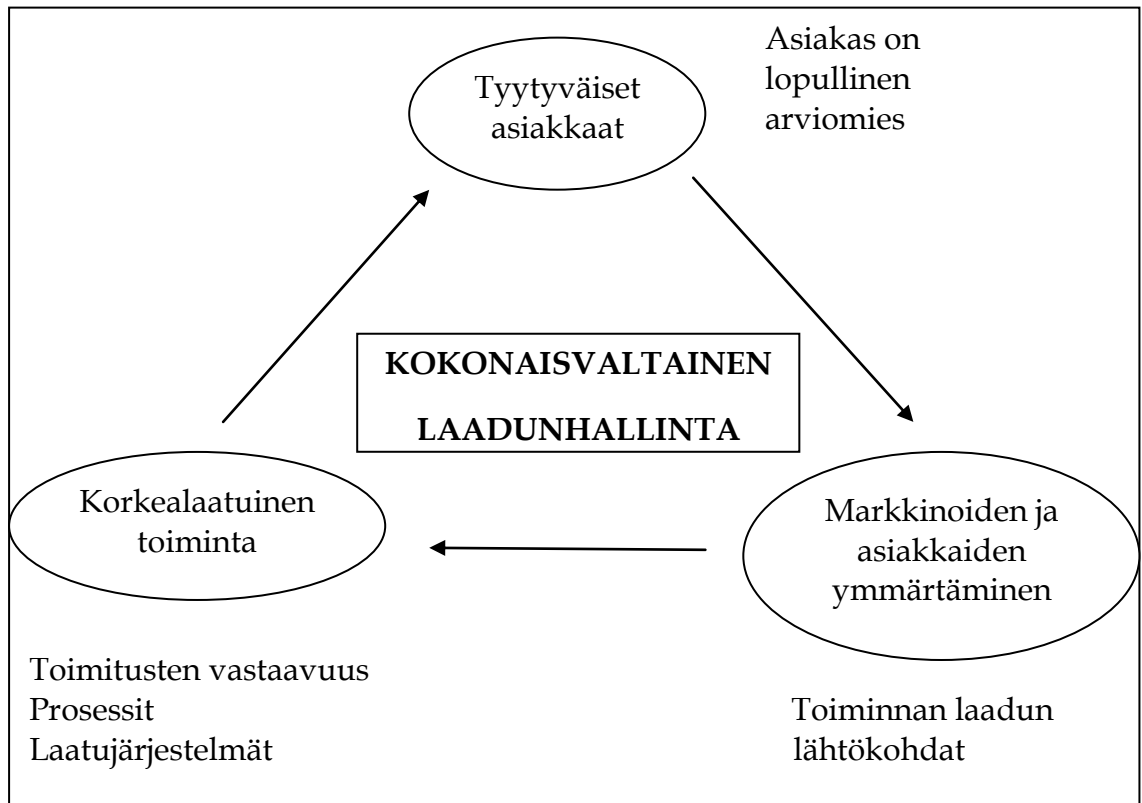 Tyytyväiset
asiakkaat
Asiakas on
lopullinen
arviomies
KOKONAISVALTAINEN
LAADUNHALLINTA
Korkealaatuinen
toiminta
Markkinoiden ja
asiakkaiden
ymmärtäminen
Toimitusten vastaavuus
Prosessit
Laatujärjestelmät
Toiminnan laadun
lähtökohdat